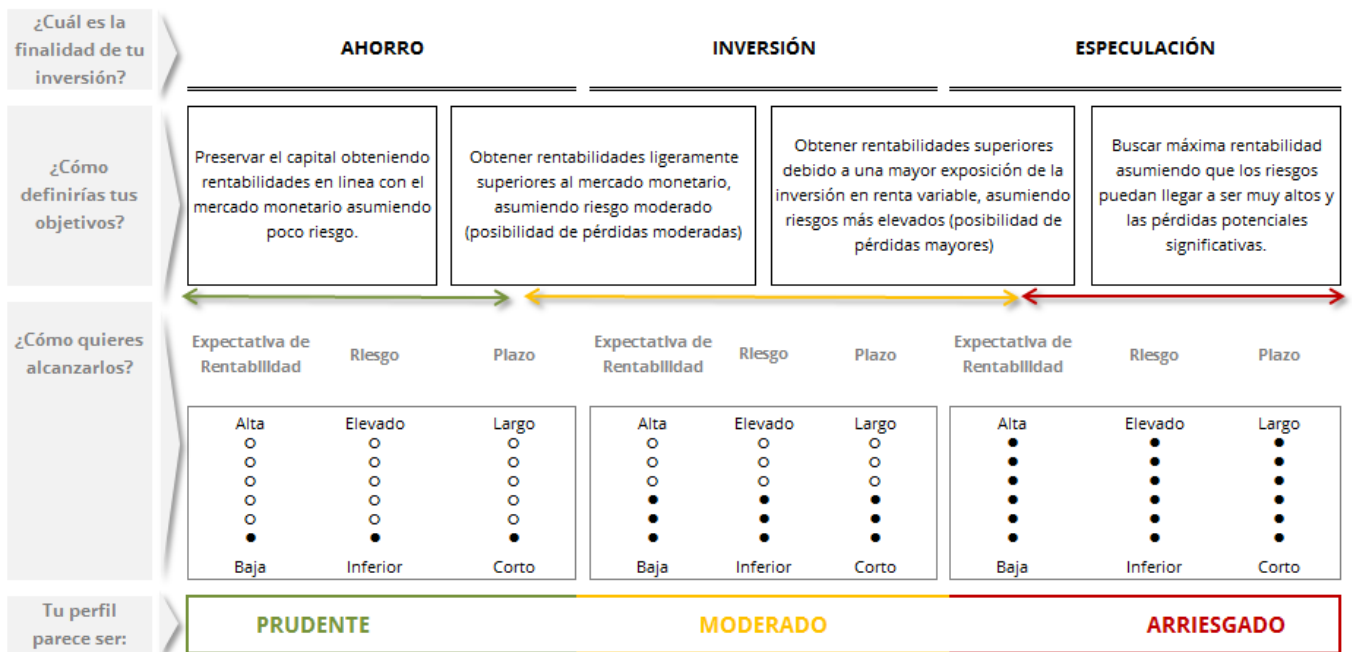 ¿Cuál es la
finalidad de tu
inversión?
AHORRO
INVERSIÓN
ESPECULACIÓN
¿Cómo
definirías tus
objetivos?
Preservar el capital obteniendo
rentabilidades en linea con el
mercado monetario asumiendo
poco riesgo.
Obtener rentabilidades ligeramente
superiores al mercado monetario,
asumiendo riesgo moderado
(posibilidad de pérdidas moderadas)
Obtener rentabilidades superiores
debido a una mayor exposición de la
inversión en renta variable, asumiendo
riesgos más elevados (posibilidad de
pérdidas mayores)
Buscar máxima rentabilidad
asumiendo que los riesgos
puedan llegar a ser muy altos y
las pérdidas potenciales
significativas.
¿Cómo quieres
alcanzarlos?
Expectativa de
Rentabilidad
Riesgo
Plazo
Expectativa de
Rentabilidad
Riesgo
Plazo
Expectativa de
Rentabilidad
Riesgo
Plazo
Alta
Elevado
Largo
Alta
Elevado
Largo
Alta
Elevado
Largo
Baja
Inferior
Corto
Baja
Inferior
Corto
Baja
Inferior
Corto
Tu perfil
parece ser:
PRUDENTE
MODERADO
ARRIESGADO